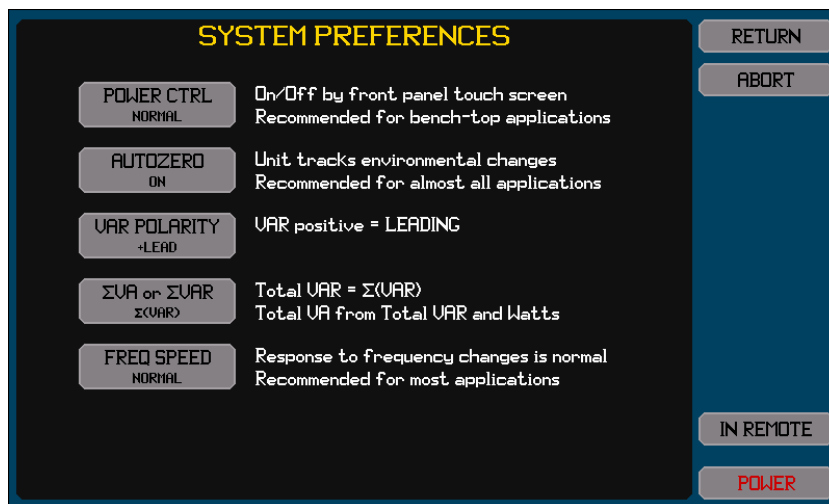 SYSTEM PREFERENCES
RETURN
ABORT
POWER CTRL
NORMAL
On/Off by front panel touch screen
Recommended for bench-top applications
AUTOZERO
ON
Unit tracks environmental changes
Recommended for almost all applications
VAR POLARITY
+LEAD
VAR positive = LEADING
ΣVA or ΣVAR
Σ(VAR)
Total VAR = Σ(VAR)
Total VA from Total VAR and Watts
FREQ SPEED
NORMAL
Response to frequency changes is normal
Recommended for most applications
IN REMOTE
POWER